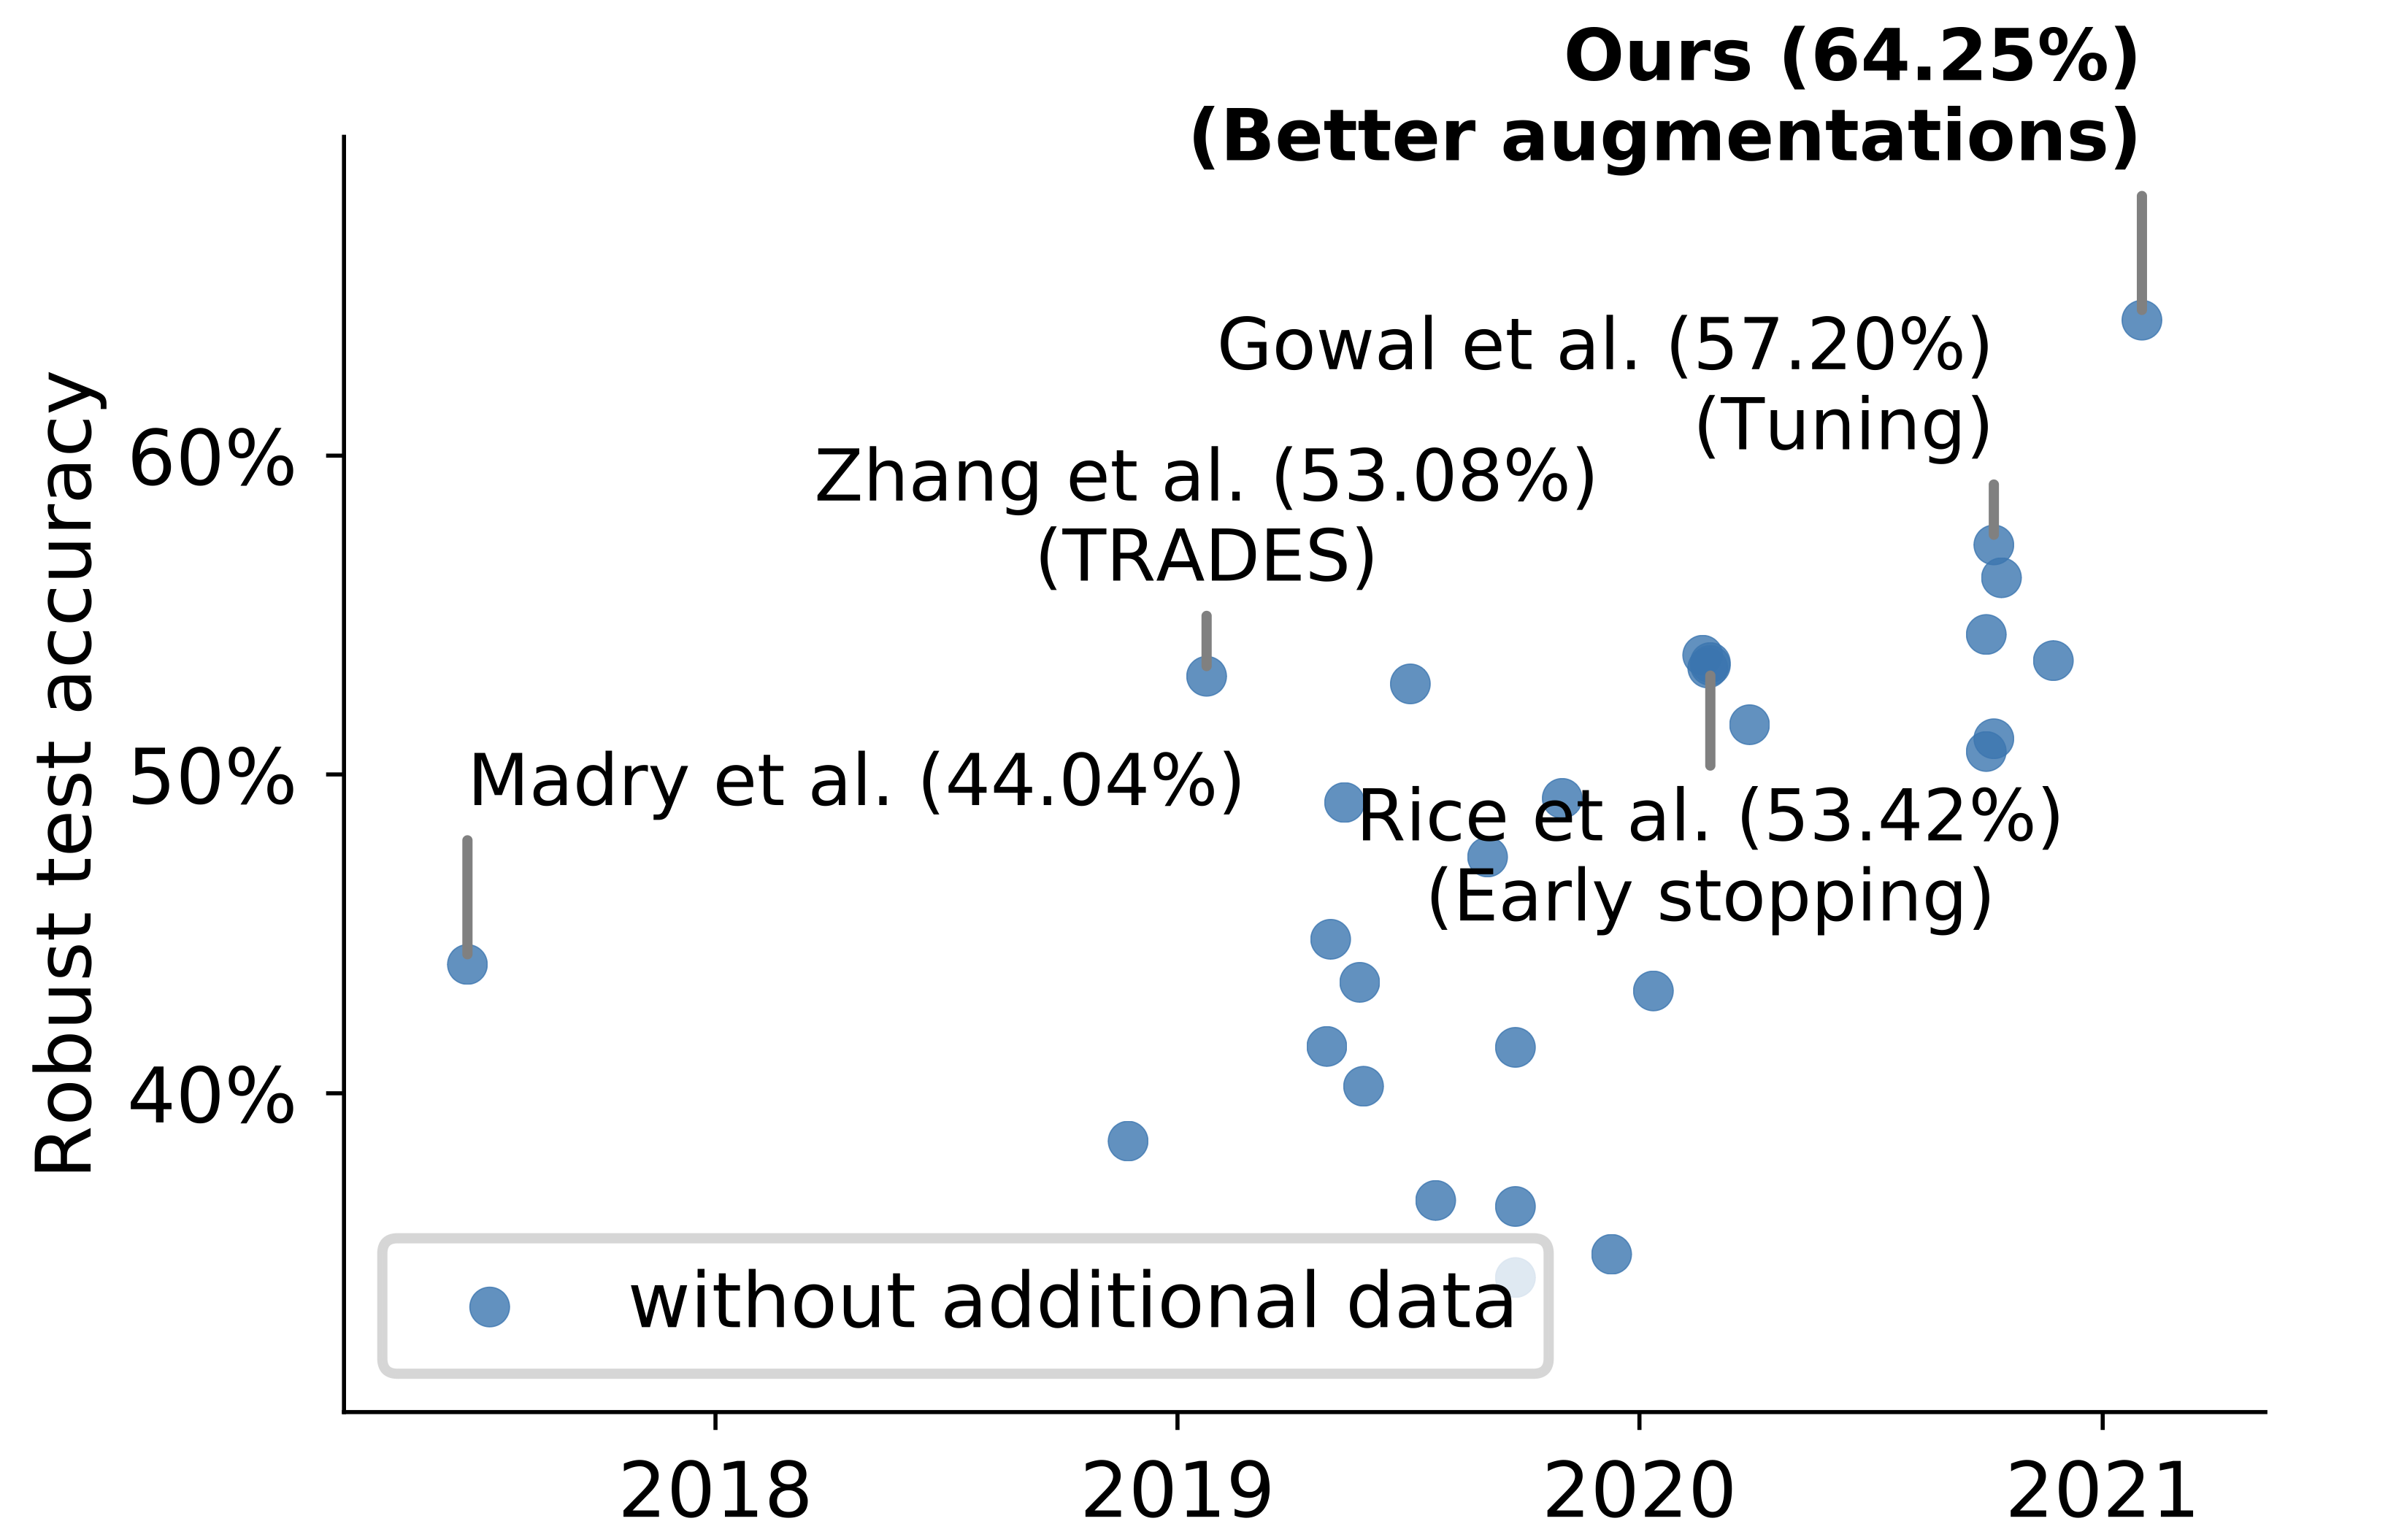 Ours (64.25%)
(Better augmentations)
Gowal et al. (57.20%)
(Tuning)
Zhang et al. (53.08%)
(TRADES)
Madry et al. (44.04%)
Rice et al. (53.42%)
(Early stopping)
Robust test accuracy
60%
50%
40%
without additional data
2018
2019
2020
2021